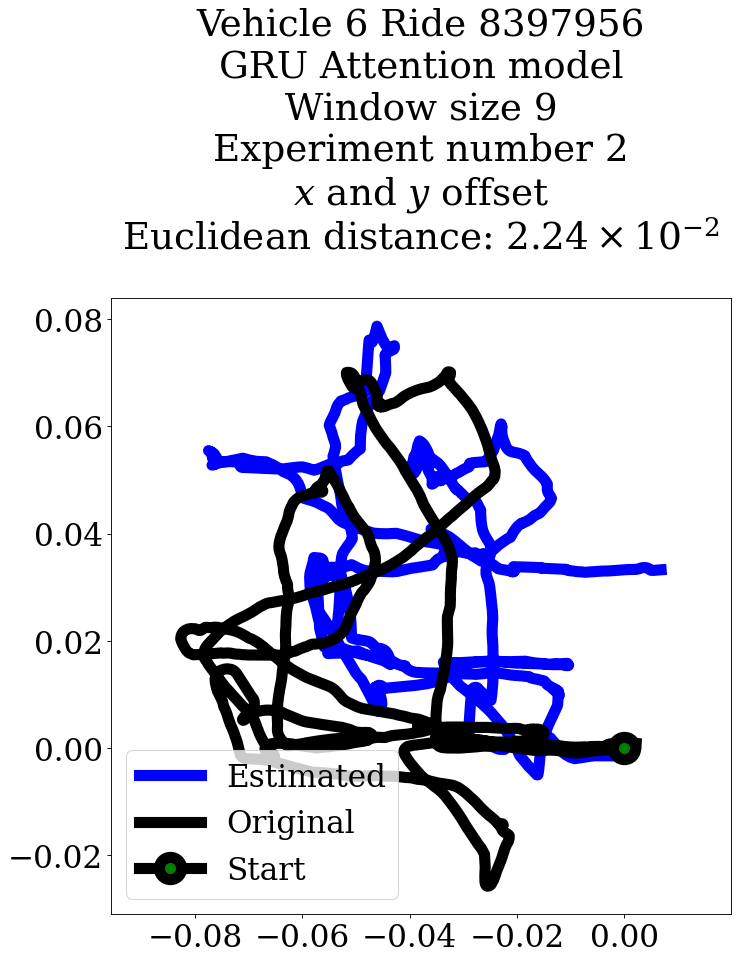 Vehicle 6 Ride 8397956
GRU Attention model
Window size 9
Experiment number 2
x and y offset
Euclidean distance: 2.24 × 10⁻²
0.08
0.06
0.04
0.02
0.00
−0.02
Estimated
Original
Start
−0.08 −0.06 −0.04 −0.02 0.00